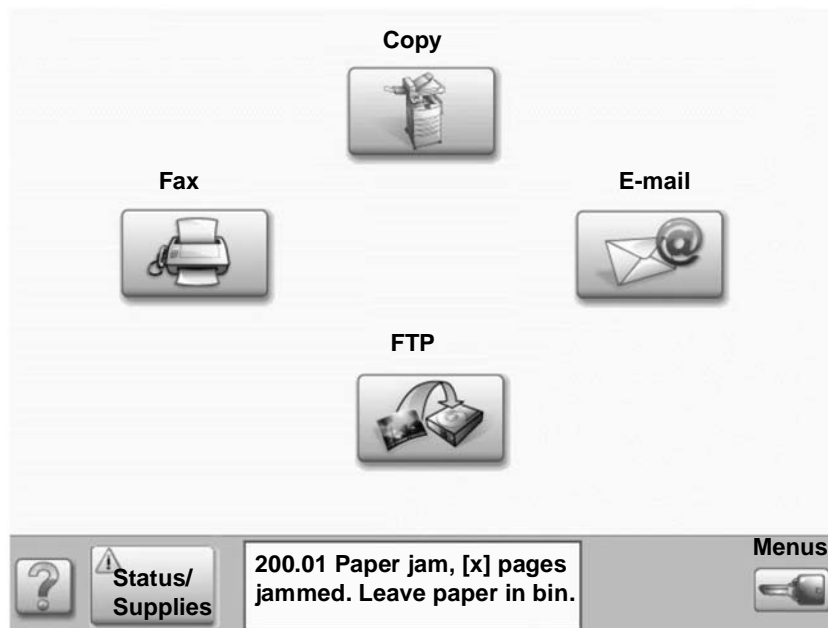 Copy
Fax
E-mail
FTP
Menus
?
Status/
Supplies
200.01 Paper jam, [x] pages
jammed. Leave paper in bin.